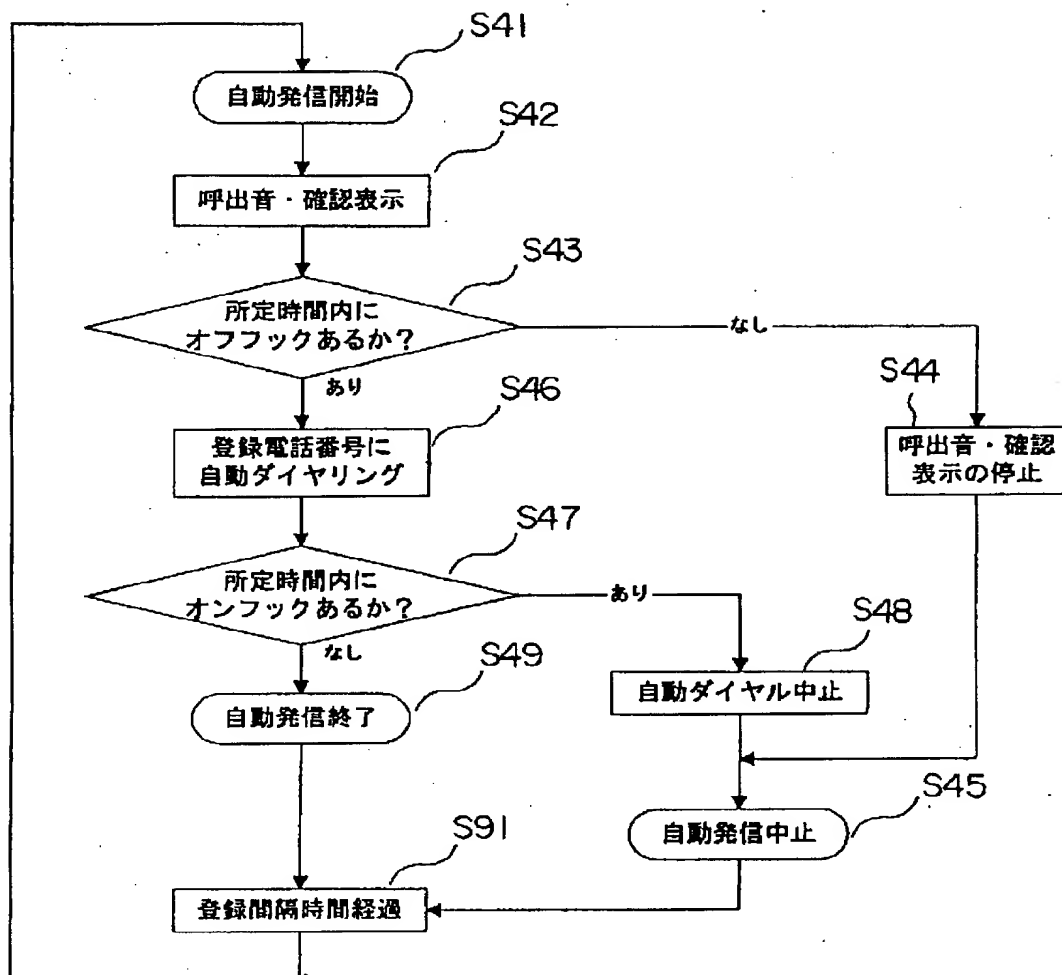 S41
自動発信開始
S42
呼出音・確認表示
S43
所定時間内に
オフフックあるか?
なし
あり
S44
呼出音・確認
表示の停止
S46
登録電話番号に
自動ダイヤリング
S47
所定時間内に
オンフックあるか?
あり
なし
S48
自動ダイヤル中止
S49
自動発信終了
S45
自動発信中止
S91
登録間隔時間経過